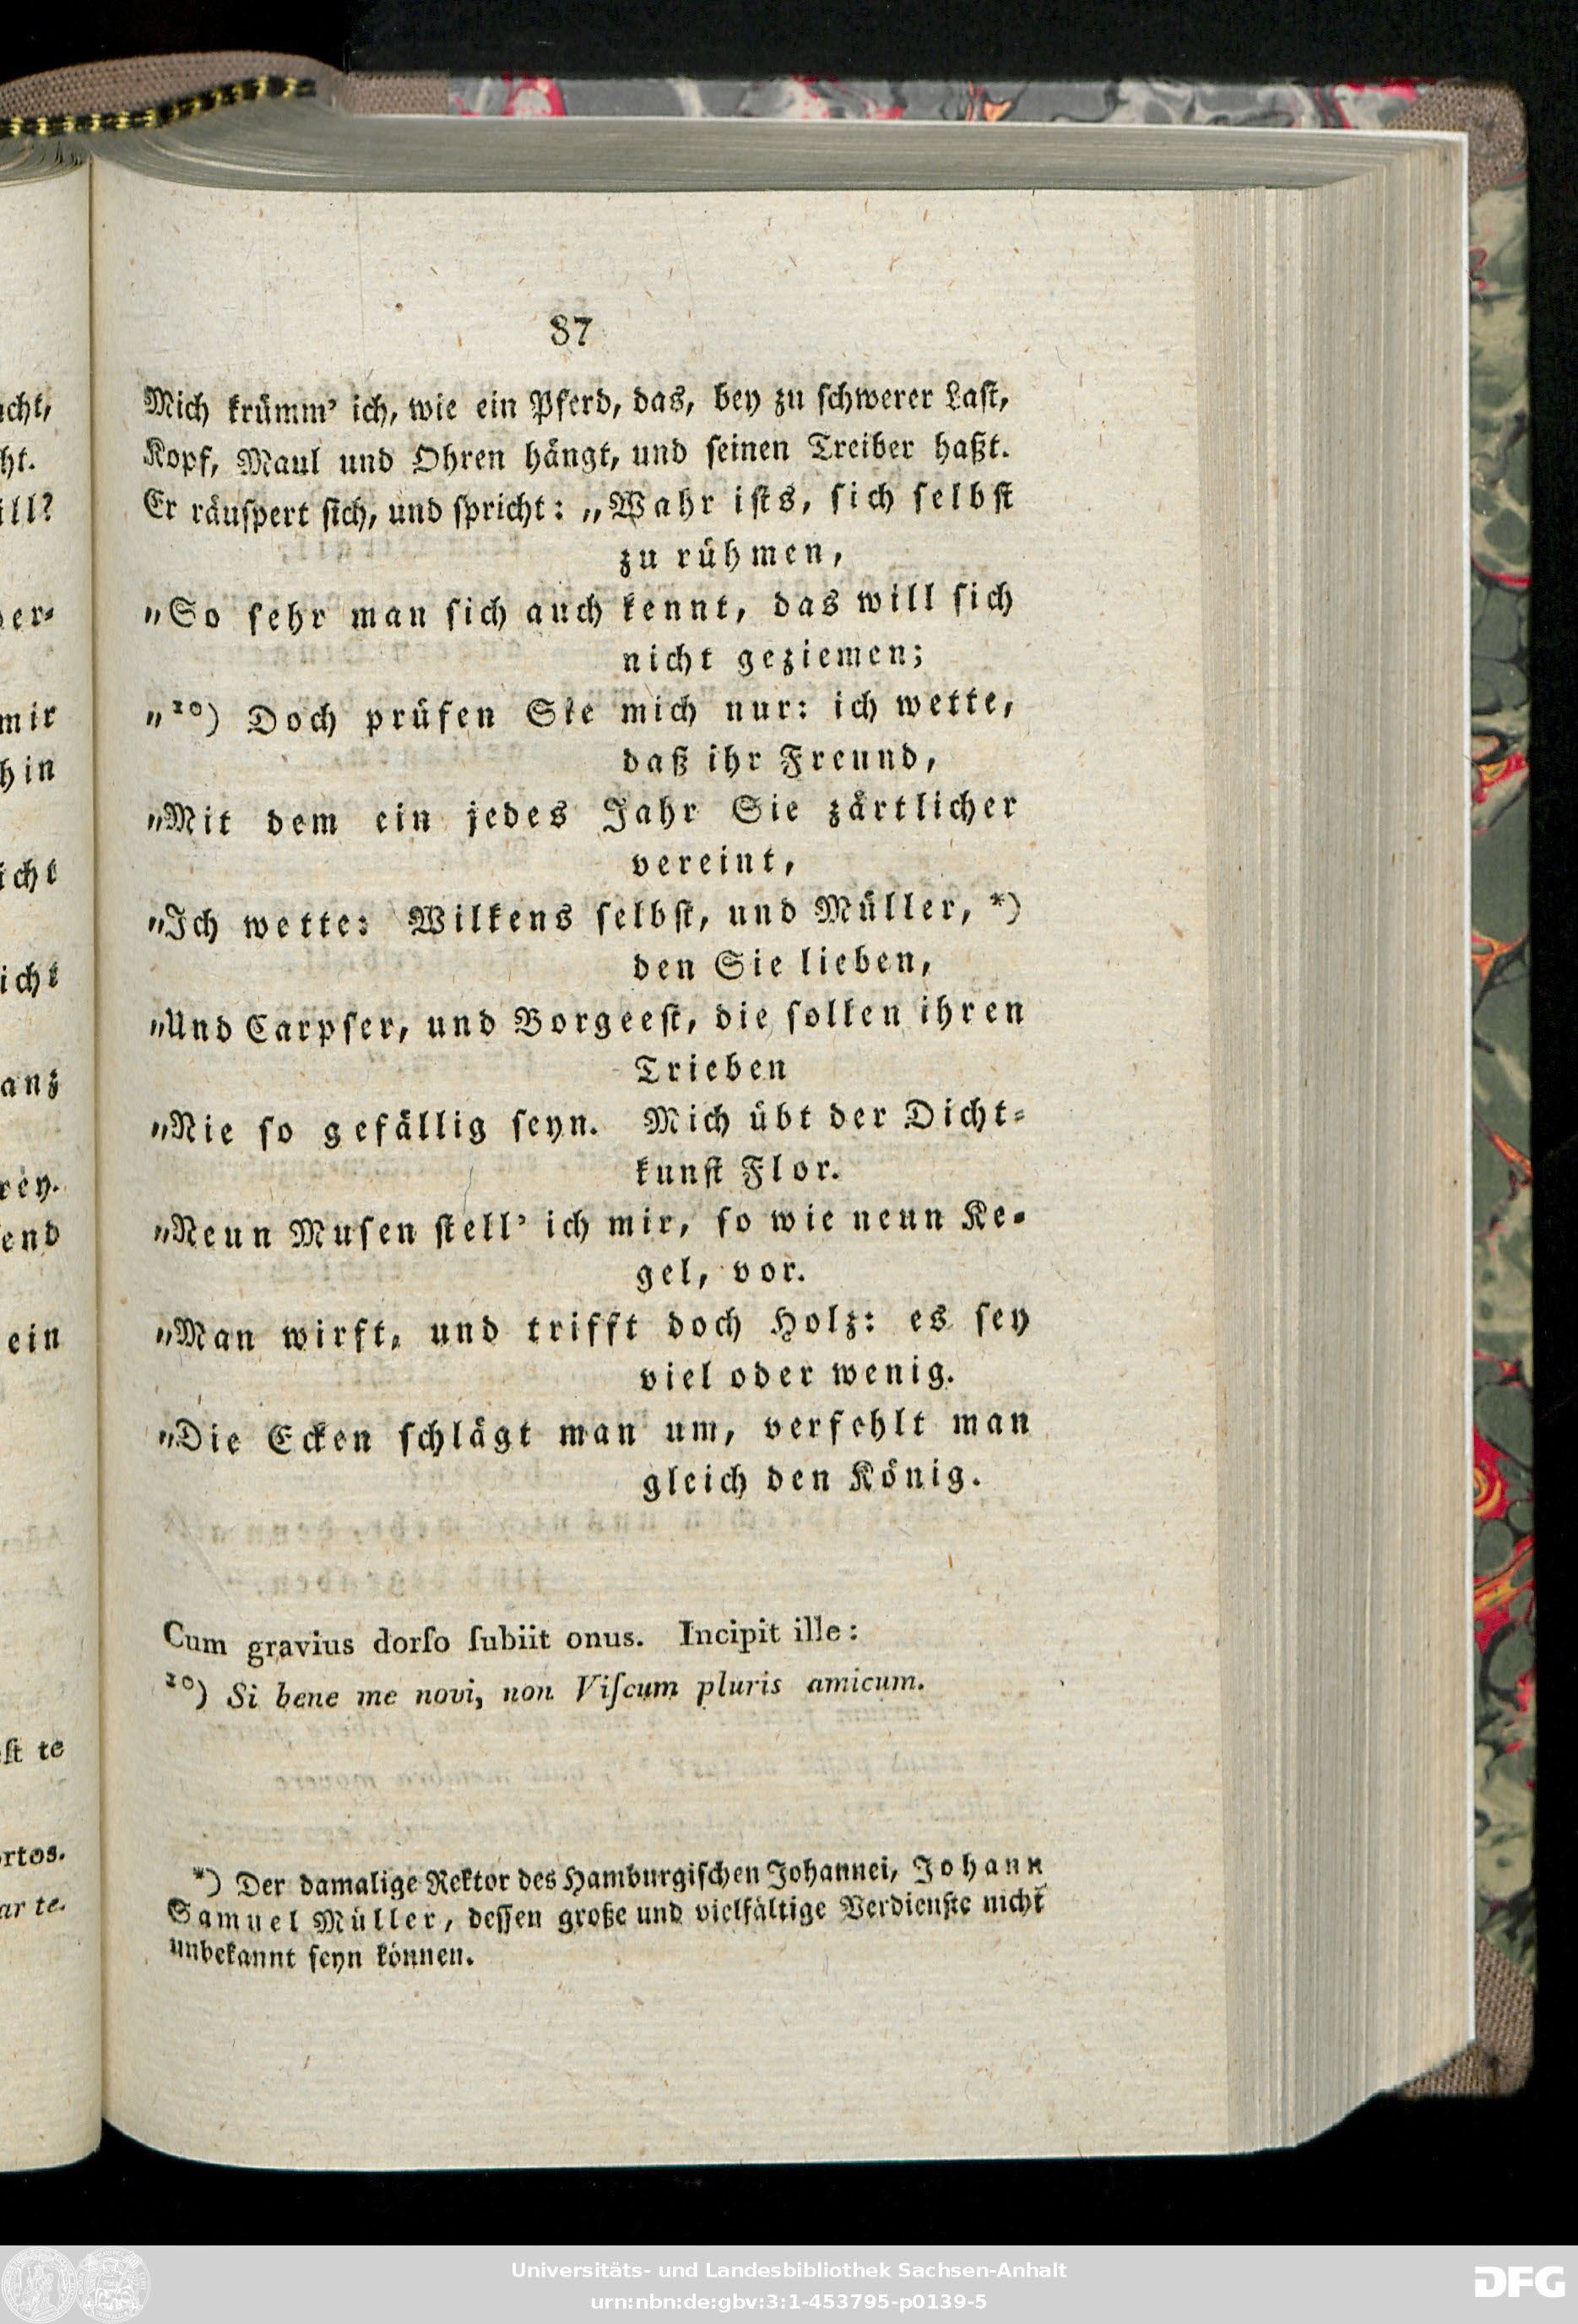 87
Mich krümm' ich, wie ein Pferd, das, bey zu ſchwerer Laſt,
Kopf, Maul und Ohren hängt, und ſeinen Treiber haßt.
Er räuſpert ſich, und ſpricht: „Wahr iſts, ſich ſelbſt
zu rühmen,
„So ſehr man ſich auch kennt, das will ſich
nicht geziemen;
„²⁰) Doch prüfen Sie mich nur: ich wette,
daß ihr Freund,
„Mit dem ein jedes Jahr Sie zärtlicher
vereint,
„Ich wette: Wilkens ſelbſt, und Müller, *)
den Sie lieben,
„Und Carpſer, und Borgeeſt, die ſollen ihren
Trieben
„Nie ſo gefällig ſeyn. Mich übt der Dicht⸗
kunſt Flor.
„Neun Muſen ſtell' ich mir, ſo wie neun Ke⸗
gel, vor.
„Man wirft, und trifft doch Holz: es ſey
viel oder wenig.
„Die Ecken ſchlägt man um, verfehlt man
gleich den König.
Cum gravius dorſo ſubiit onus. Incipit ille:
²⁰) Si bene me novi, non Viſcum pluris amicum.
*) Der damalige Rektor des Hamburgiſchen Johannei, Johann
Samuel Müller, deſſen große und vielfältige Verdienſte nicht
unbekannt ſeyn können.
Universitäts- und Landesbibliothek Sachsen-Anhalt
urn:nbn:de:gbv:3:1-453795-p0139-5
DFG